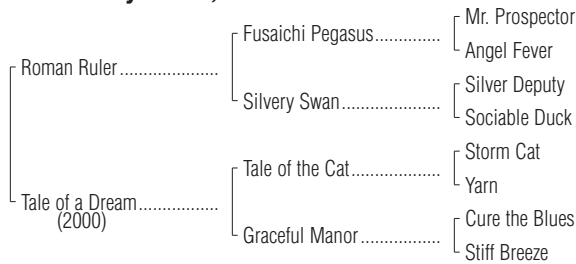 Roman Ruler....................
Tale of a Dream................
(2000)
Fusaichi Pegasus.............
Silvery Swan....................
Tale of the Cat..................
Graceful Manor................
Mr. Prospector
Angel Fever
Silver Deputy
Sociable Duck
Storm Cat
Yarn
Cure the Blues
Stiff Breeze